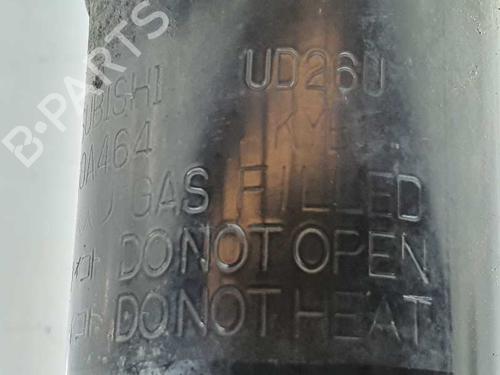 B-PARTS
UBISHI UD26U
0A464 KYB
GAS FILLED
DO NOT OPEN
DO NOT HEAT